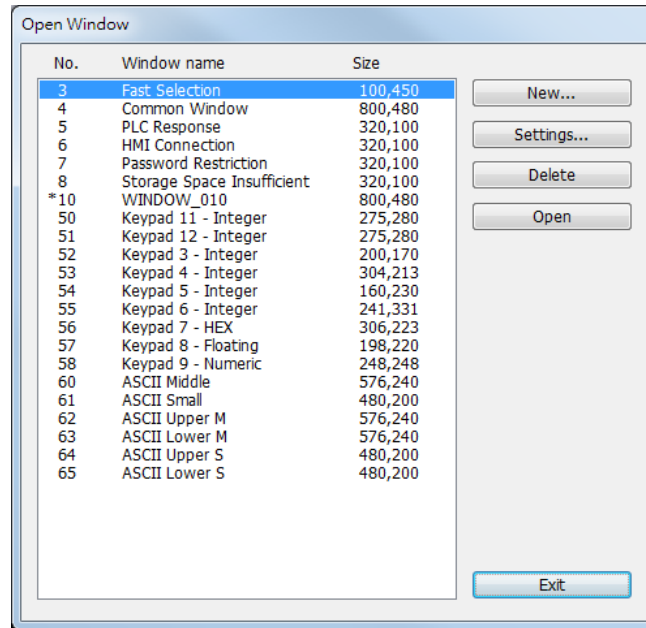 Open Window
No. Window name Size
3 Fast Selection 100,450
4 Common Window 800,480
5 PLC Response 320,100
6 HMI Connection 320,100
7 Password Restriction 320,100
8 Storage Space Insufficient 320,100
*10 WINDOW_010 800,480
50 Keypad 11 - Integer 275,280
51 Keypad 12 - Integer 275,280
52 Keypad 3 - Integer 200,170
53 Keypad 4 - Integer 304,213
54 Keypad 5 - Integer 160,230
55 Keypad 6 - Integer 241,331
56 Keypad 7 - HEX 306,223
57 Keypad 8 - Floating 198,220
58 Keypad 9 - Numeric 248,248
60 ASCII Middle 576,240
61 ASCII Small 480,200
62 ASCII Upper M 576,240
63 ASCII Lower M 576,240
64 ASCII Upper S 480,200
65 ASCII Lower S 480,200
New...
Settings...
Delete
Open
Exit